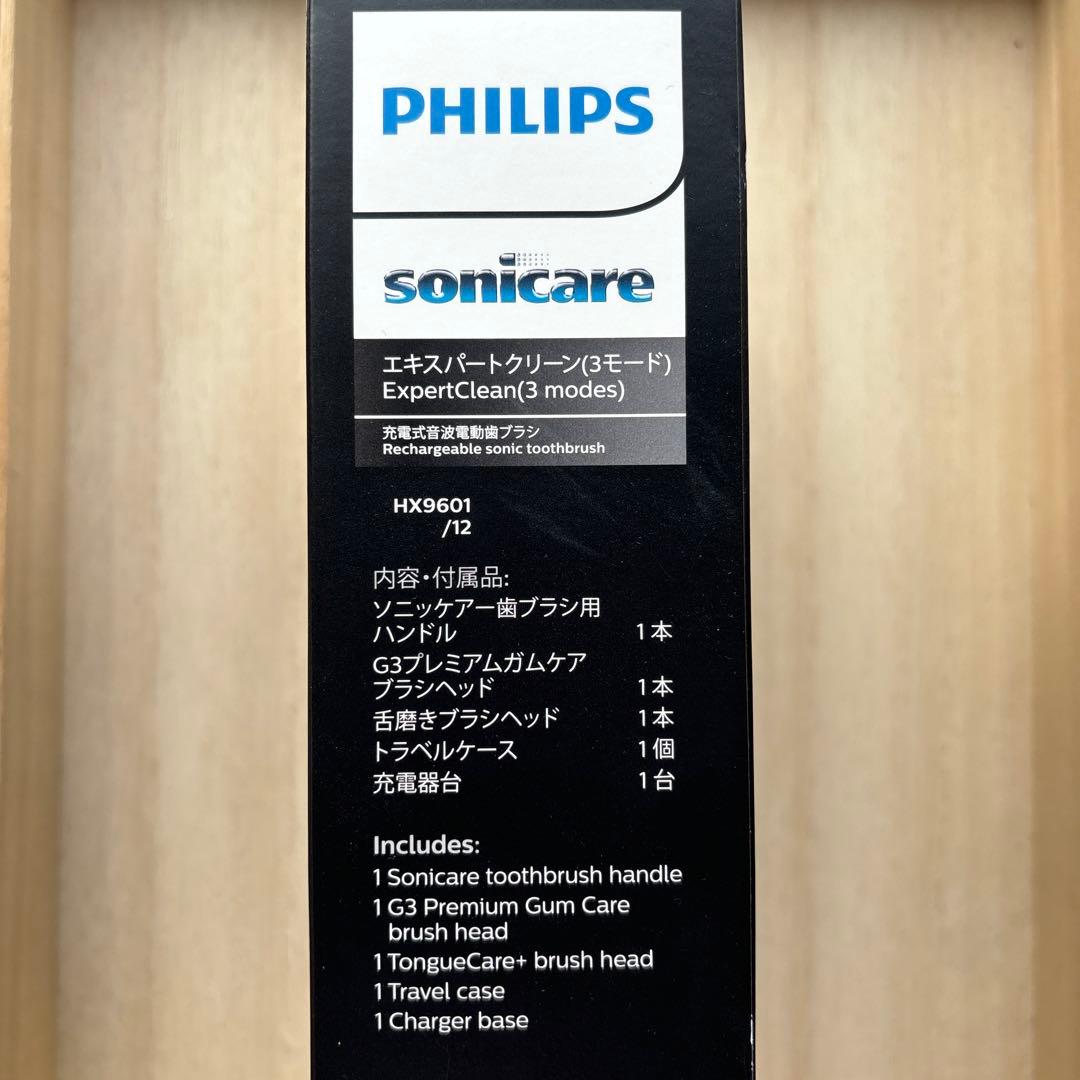 PHILIPS
sonicare
エキスパートクリーン(3モード)
ExpertClean(3 modes)
充電式音波電動歯ブラシ
Rechargeable sonic toothbrush
HX9601
/12
内容・付属品:
ソニッケアー歯ブラシ用
ハンドル 1本
G3プレミアムガムケア
ブラシヘッド 1本
舌磨きブラシヘッド 1本
トラベルケース 1個
充電器台 1台
Includes:
1 Sonicare toothbrush handle
1 G3 Premium Gum Care
brush head
1 TongueCare+ brush head
1 Travel case
1 Charger base